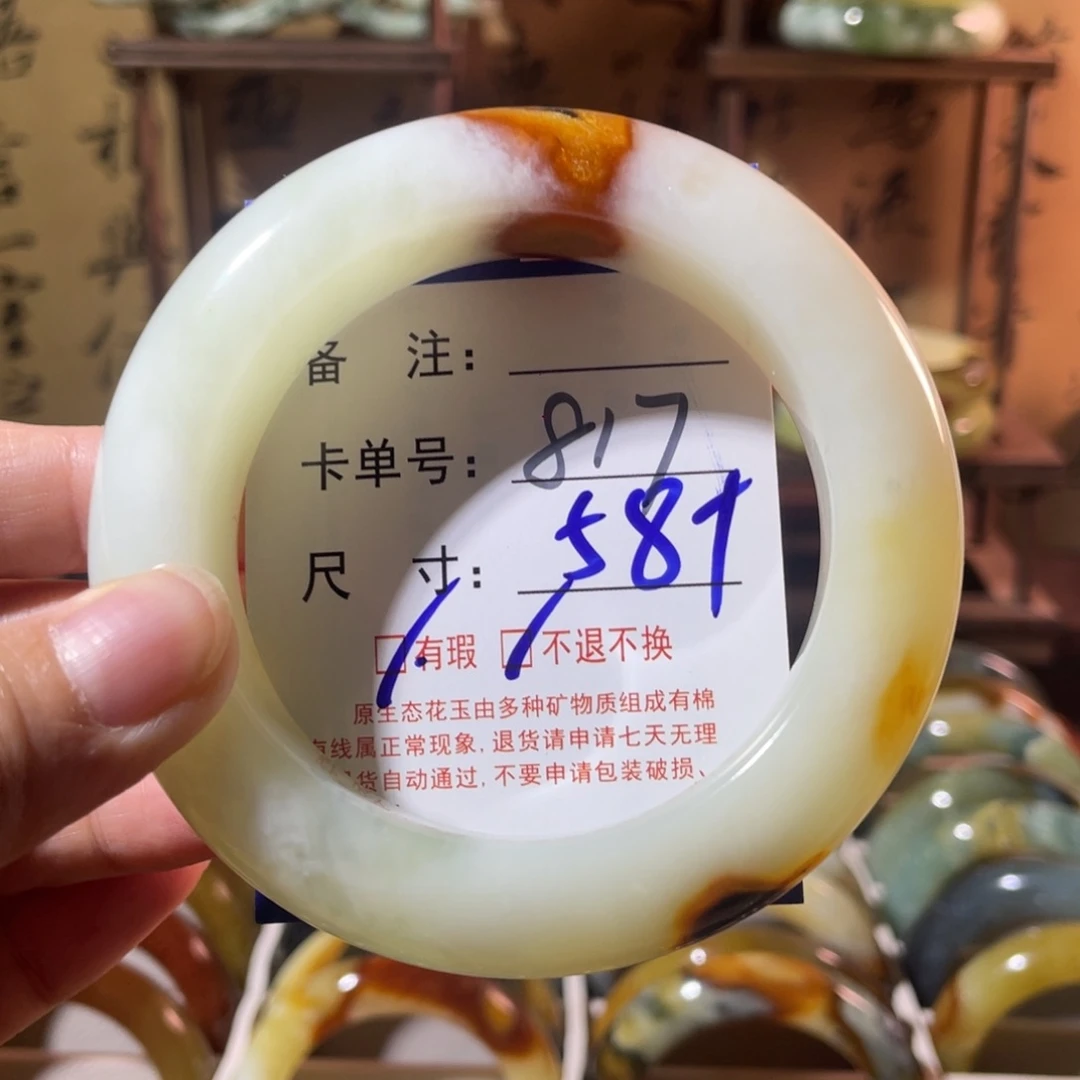 备 注:
卡单号: 817
尺 寸: 589
有瑕 不退不换
原生态花玉由多种矿物质组成有棉
有线属正常现象,退货请申请七天无理
货自动通过,不要申请包装破损、